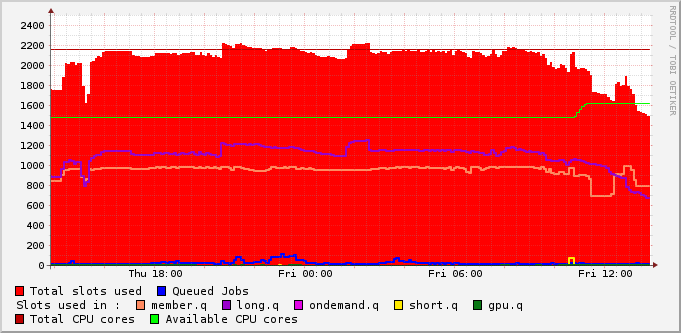 RRDTOOL / TOBI OETIKER
2400
2200
2000
1800
1600
1400
1200
1000
800
600
400
200
0
Thu 18:00 Fri 00:00 Fri 06:00 Fri 12:00
Total slots used Queued Jobs
Slots used in : member.q long.q ondemand.q short.q gpu.q
Total CPU cores Available CPU cores